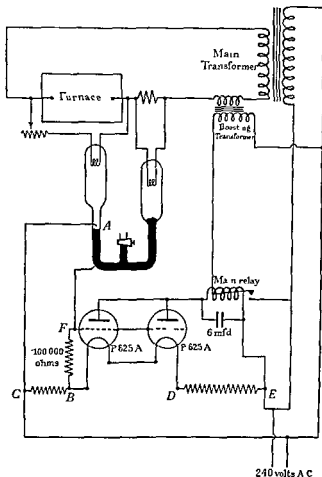 Main
Transformer
Furnace
Boosting
Transformer
A
Main relay
F
6 mfd
100 000
ohms
P 625 A
P 625 A
C
B
D
E
240 volts A C